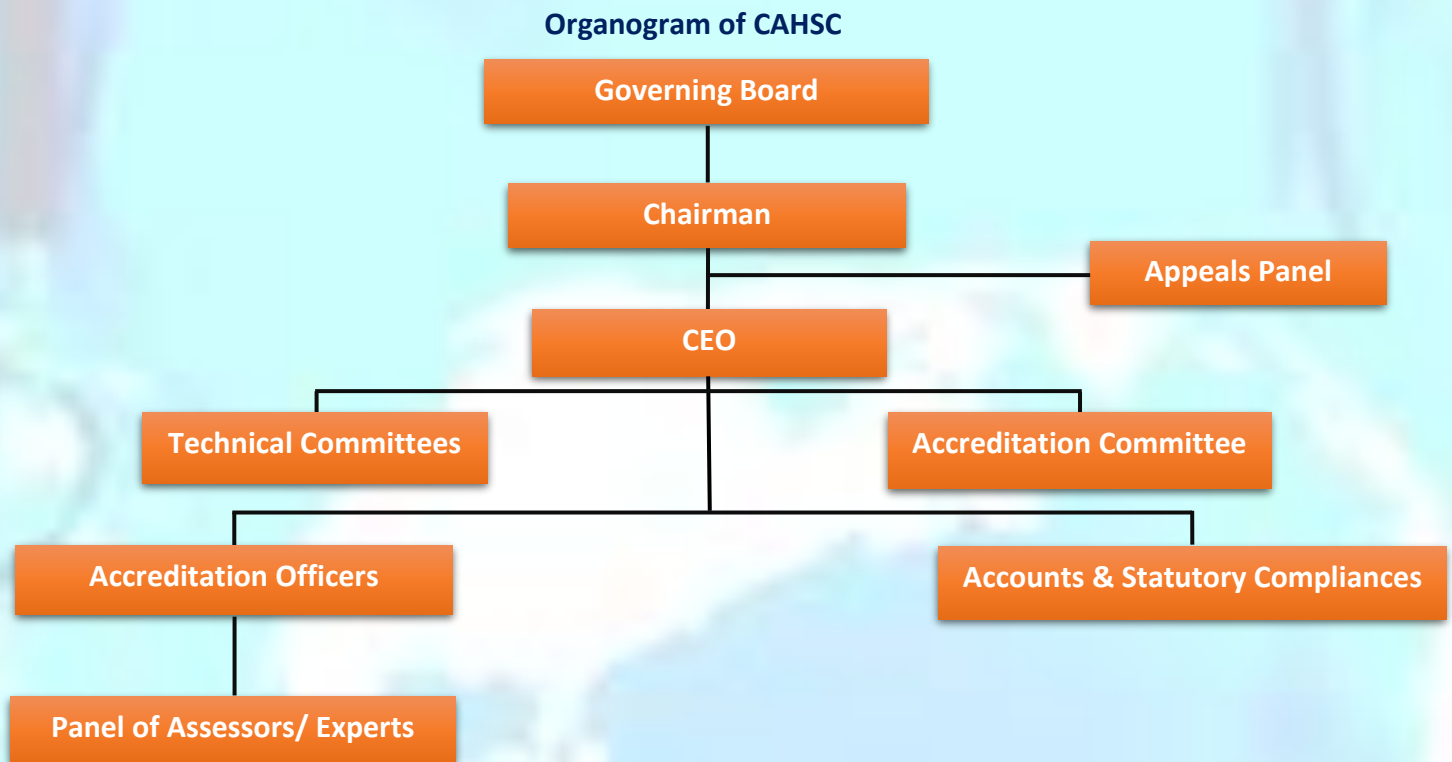 Organogram of CAHSC
Governing Board
Chairman
Appeals Panel
CEO
Technical Committees
Accreditation Committee
Accreditation Officers
Accounts & Statutory Compliances
Panel of Assessors/ Experts